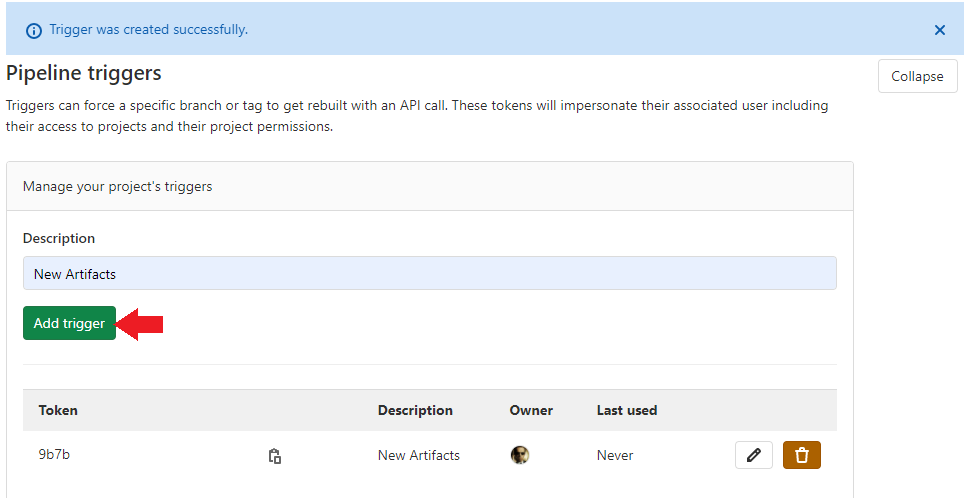 Trigger was created successfully.
Pipeline triggers
Collapse
Triggers can force a specific branch or tag to get rebuilt with an API call. These tokens will impersonate their associated user including
their access to projects and their project permissions.
Manage your project's triggers
Description
New Artifacts
Add trigger
Token Description Owner Last used
9b7b New Artifacts Never